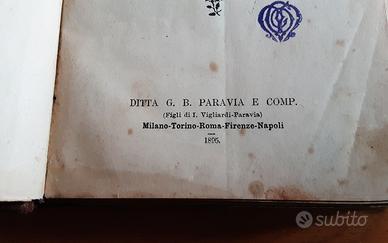 DITTA G. B. PARAVIA E COMP.
(Figli di I. Vigliardi-Paravia)
Milano-Torino-Roma-Firenze-Napoli
1895.
subito